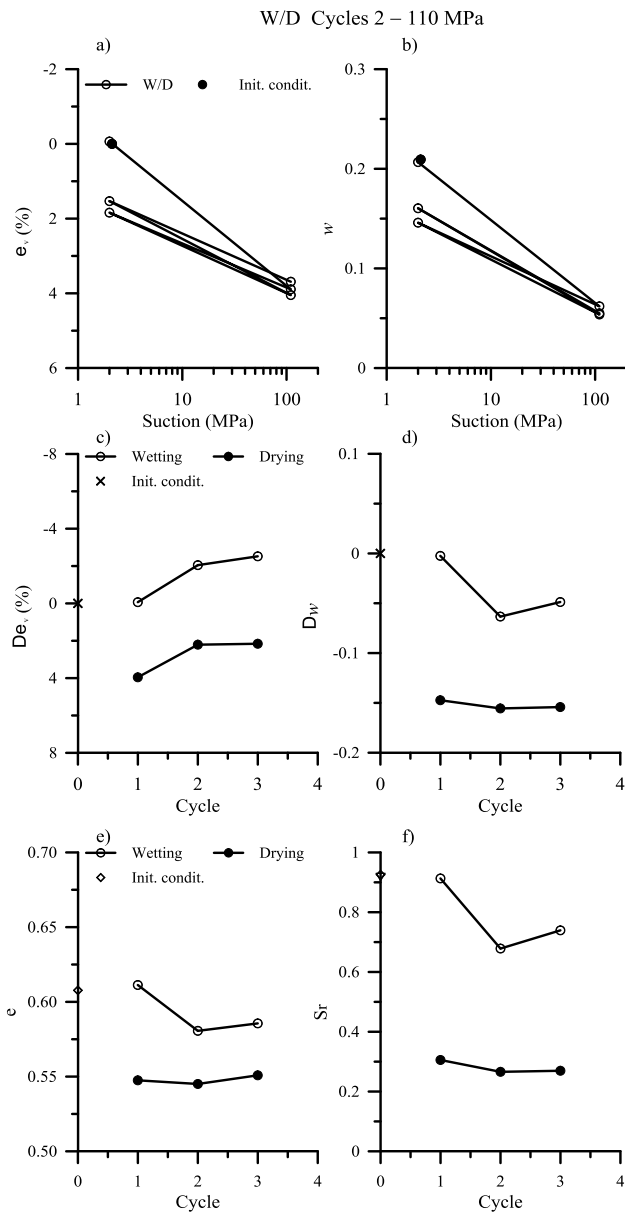 W/D Cycles 2 – 110 MPa
a)
-2
0
2
4
6
e_v (%)
W/D
Init. condit.
1
10
100
Suction (MPa)
b)
0.3
0.2
0.1
0
w
1
10
100
Suction (MPa)
c)
-8
-4
0
4
8
De_v (%)
Wetting
Drying
Init. condit.
0
1
2
3
4
Cycle
d)
0.1
0
-0.1
-0.2
Dw
0
1
2
3
4
Cycle
e)
0.70
0.65
0.60
0.55
0.50
e
Wetting
Drying
Init. condit.
0
1
2
3
4
Cycle
f)
1
0.8
0.6
0.4
0.2
0
Sr
0
1
2
3
4
Cycle